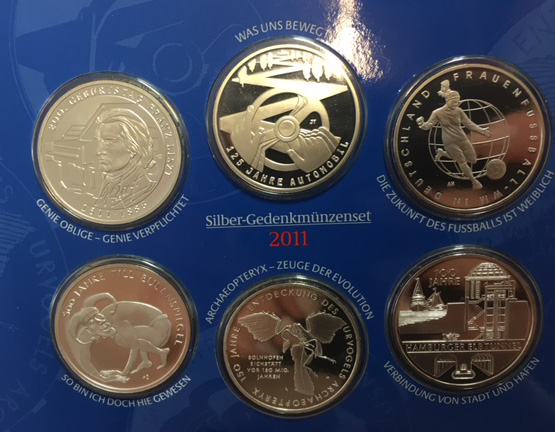 WAS UNS BEWEGT
200. GEBURTSTAG FRANZ LISZT
1811-1886
GENIE OBLIGE – GENIE VERPFLICHTET
125 JAHRE AUTOMOBIL
FRAUENFUSSBALL-WM IN DEUTSCHLAND
DIE ZUKUNFT DES FUSSBALLS IST WEIBLICH
Silber-Gedenkmünzenset
2011
500 JAHRE TILL EULENSPIEGEL
SO BIN ICH DOCH HIE GEWESEN
ARCHAEOPTERYX – ZEUGE DER EVOLUTION
150 JAHRE ENTDECKUNG DES URVOGELS ARCHAEOPTERYX
SOLNHOFEN
EICHSTÄTT
VOR 150 MIO.
JAHREN
100
JAHRE
HAMBURGER ELBTUNNEL
VERBINDUNG VON STADT UND HAFEN